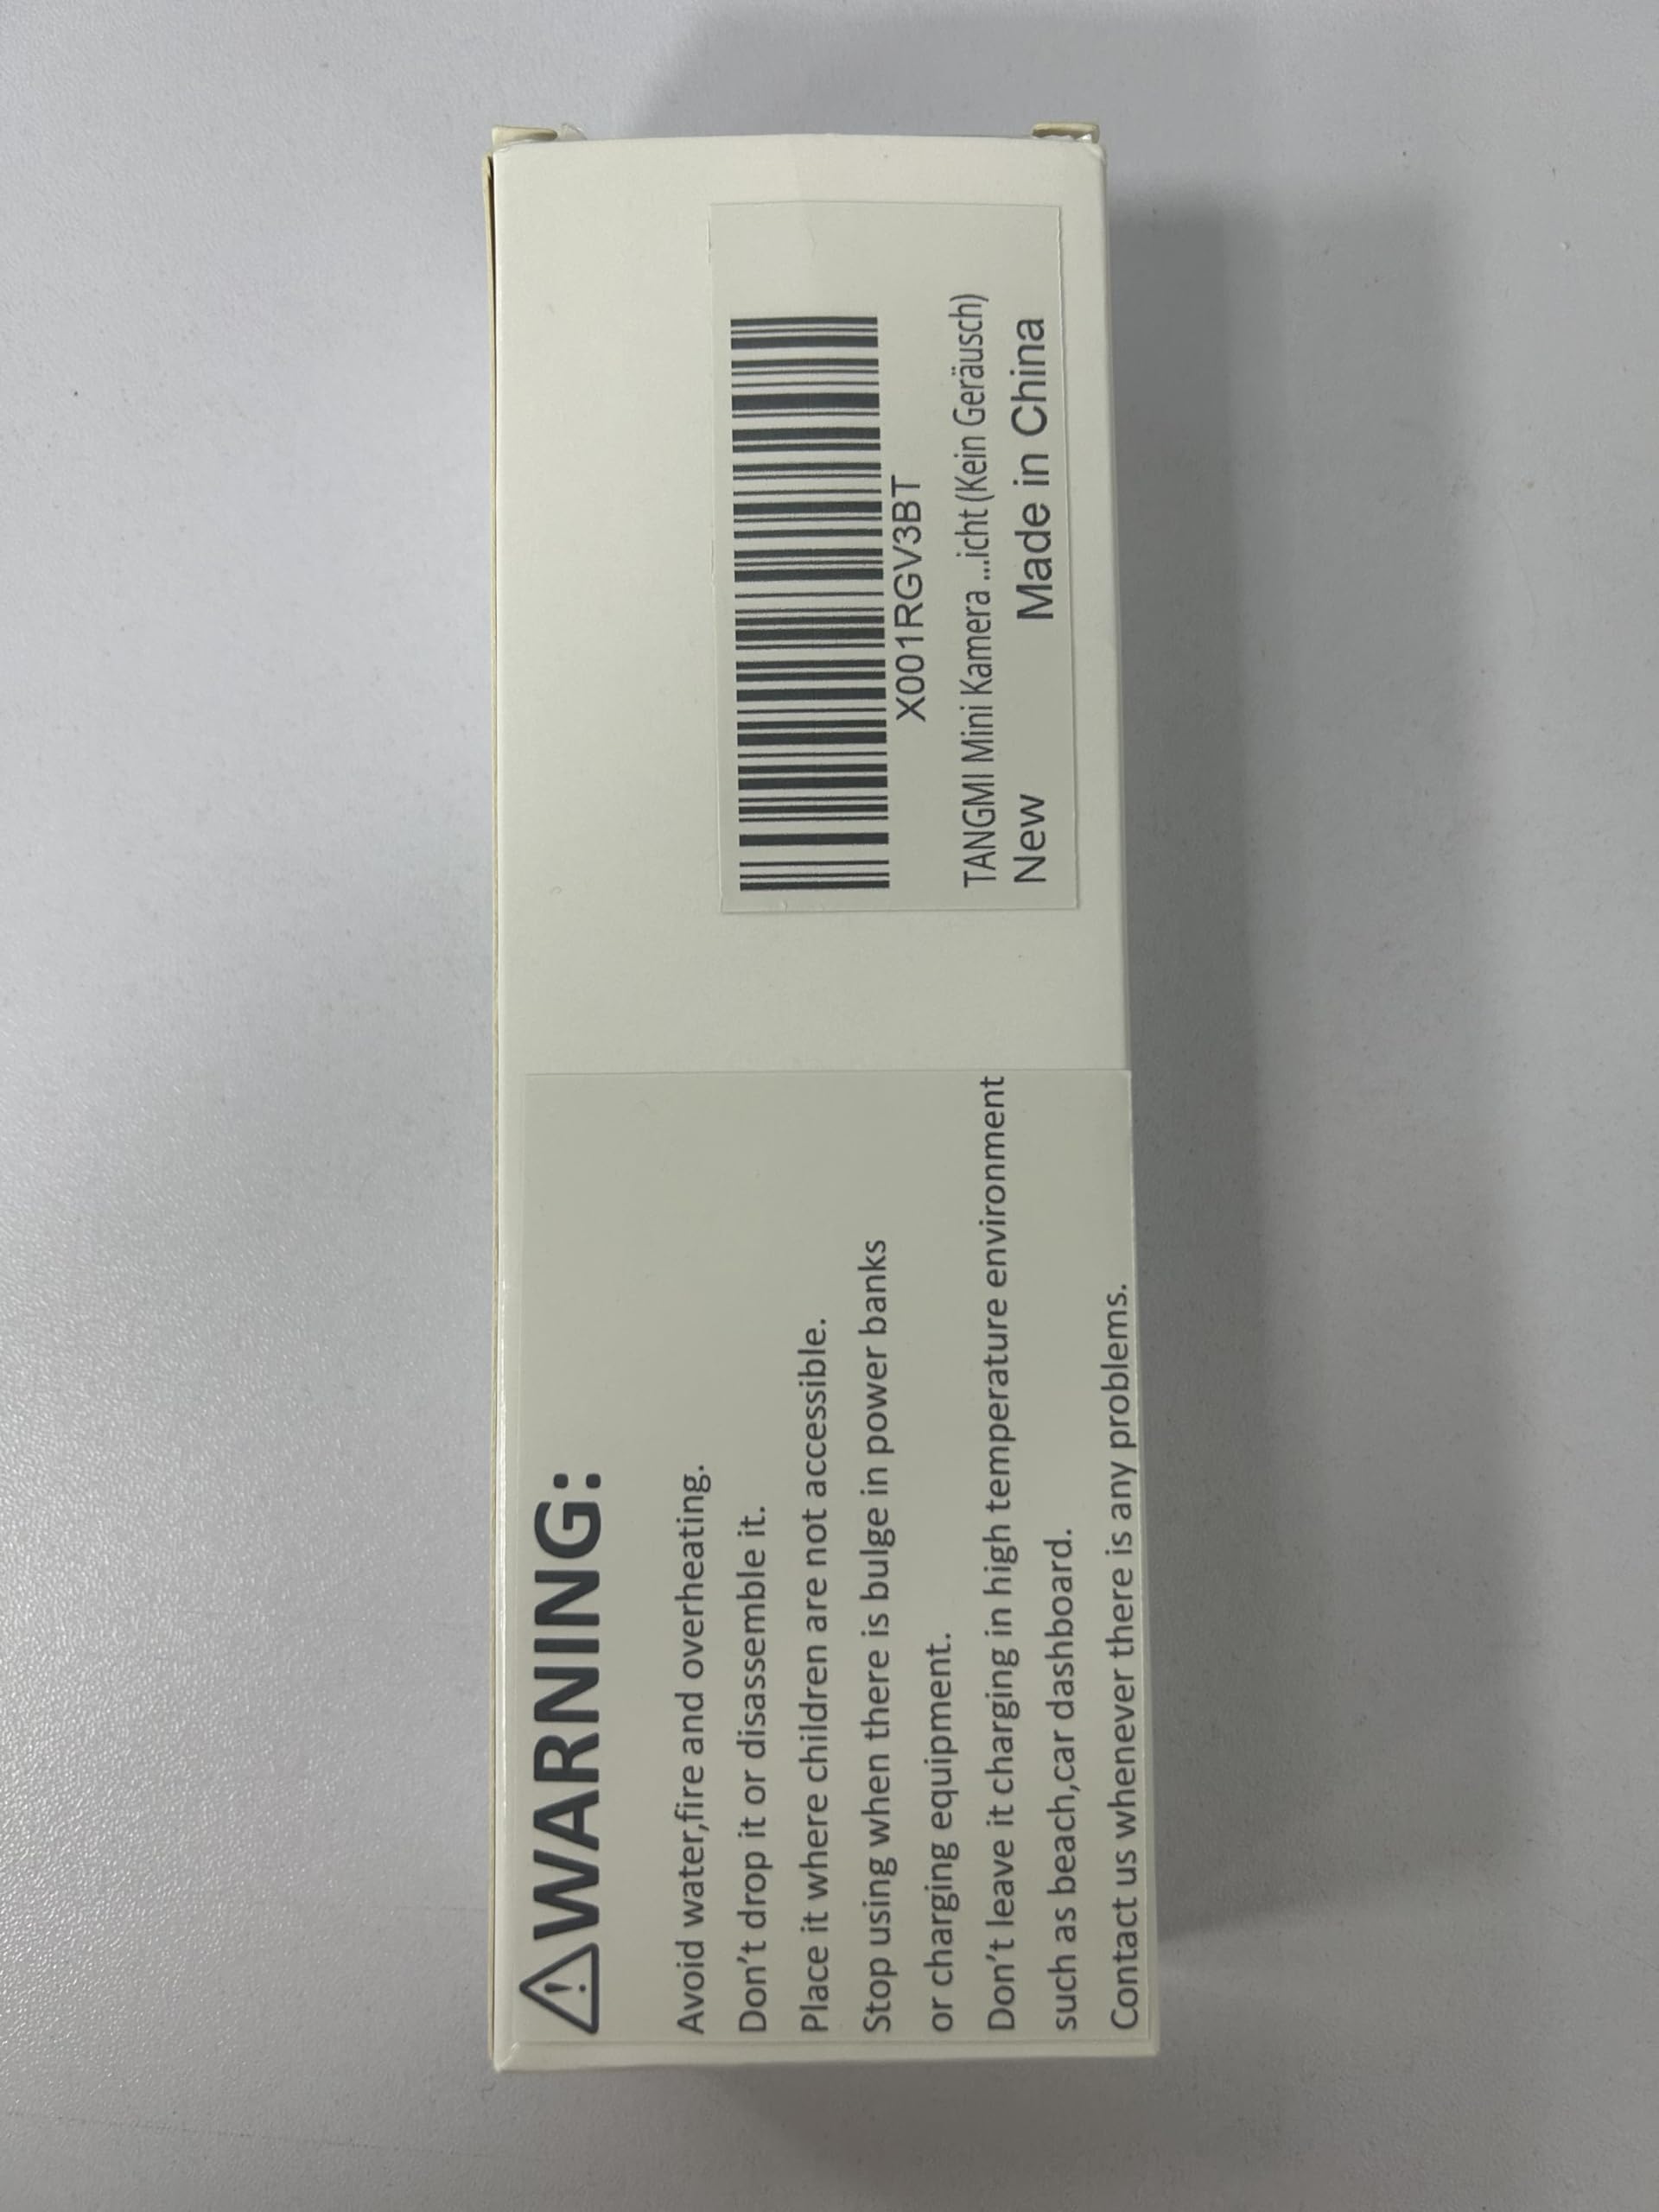 ⚠WARNING:
Avoid water,fire and overheating.
Don't drop it or disassemble it.
Place it where children are not accessible.
Stop using when there is bulge in power banks
or charging equipment.
Don't leave it charging in high temperature environment
such as beach,car dashboard.
Contact us whenever there is any problems.
X001RGV3BT
TANGMI Mini Kamera ...icht (Kein Geräusch)
New Made in China